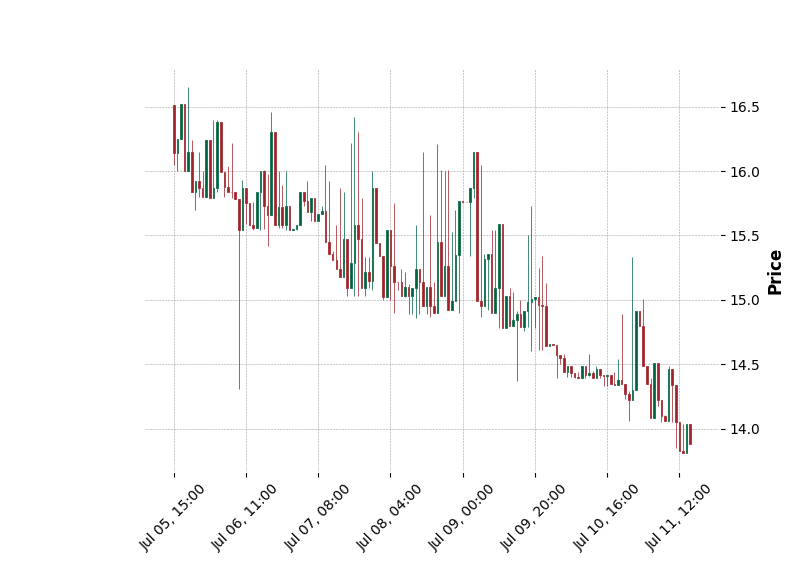 16.5
16.0
15.5
15.0
14.5
14.0
Price
Jul 05, 15:00
Jul 06, 11:00
Jul 07, 08:00
Jul 08, 04:00
Jul 09, 00:00
Jul 09, 20:00
Jul 10, 16:00
Jul 11, 12:00